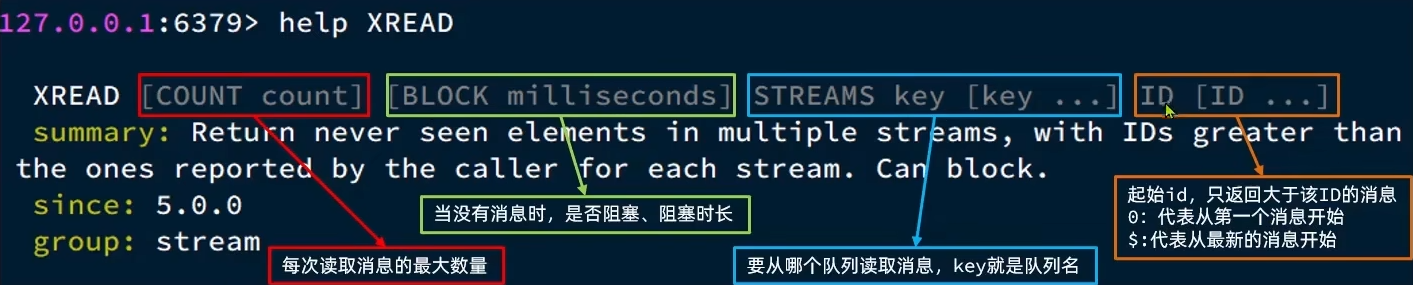 127.0.0.1:6379> help XREAD
XREAD [COUNT count] [BLOCK milliseconds] STREAMS key [key ...] ID [ID ...]
summary: Return never seen elements in multiple streams, with IDs greater than
the ones reported by the caller for each stream. Can block.
since: 5.0.0
group: stream
每次读取消息的最大数量
当没有消息时，是否阻塞、阻塞时长
要从哪个队列读取消息，key就是队列名
起始id，只返回大于该ID的消息
0：代表从第一个消息开始
$:代表从最新的消息开始